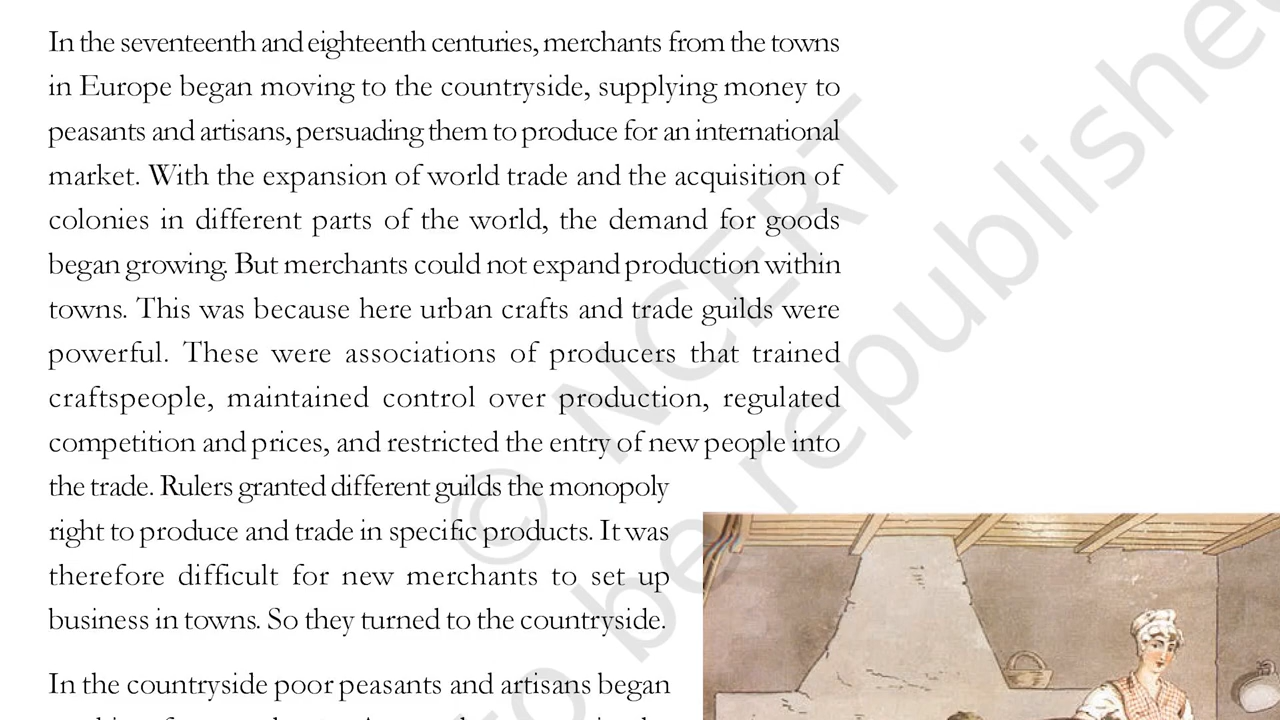 In the seventeenth and eighteenth centuries, merchants from the towns
in Europe began moving to the countryside, supplying money to
peasants and artisans, persuading them to produce for an international
market. With the expansion of world trade and the acquisition of
colonies in different parts of the world, the demand for goods
began growing. But merchants could not expand production within
towns. This was because here urban crafts and trade guilds were
powerful. These were associations of producers that trained
craftspeople, maintained control over production, regulated
competition and prices, and restricted the entry of new people into
the trade. Rulers granted different guilds the monopoly
right to produce and trade in specific products. It was
therefore difficult for new merchants to set up
business in towns. So they turned to the countryside.
In the countryside poor peasants and artisans began
© NCERT
to be republished